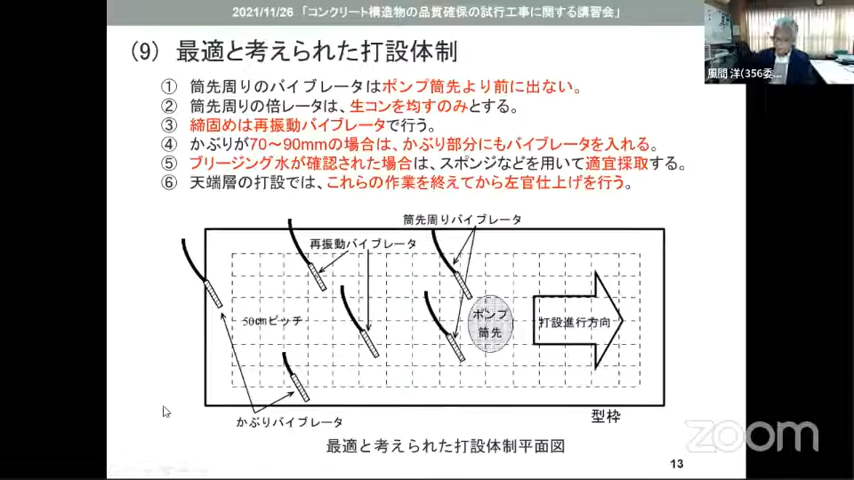 2021/11/26 「コンクリート構造物の品質確保の試行工事に関する講習会」
(9) 最適と考えられた打設体制
① 筒先周りのバイブレータはポンプ筒先より前に出ない。
② 筒先周りの倍レータは、生コンを均すのみとする。
③ 締固めは再振動バイブレータで行う。
④ かぶりが70～90mmの場合は、かぶり部分にもバイブレータを入れる。
⑤ ブリージング水が確認された場合は、スポンジなどを用いて適宜採取する。
⑥ 天端層の打設では、これらの作業を終えてから左官仕上げを行う。
筒先周りバイブレータ
再振動バイブレータ
50cmピッチ
ポンプ
筒先
打設進行方向
かぶりバイブレータ
型枠
最適と考えられた打設体制平面図
13
風間 洋(356委...
zoom